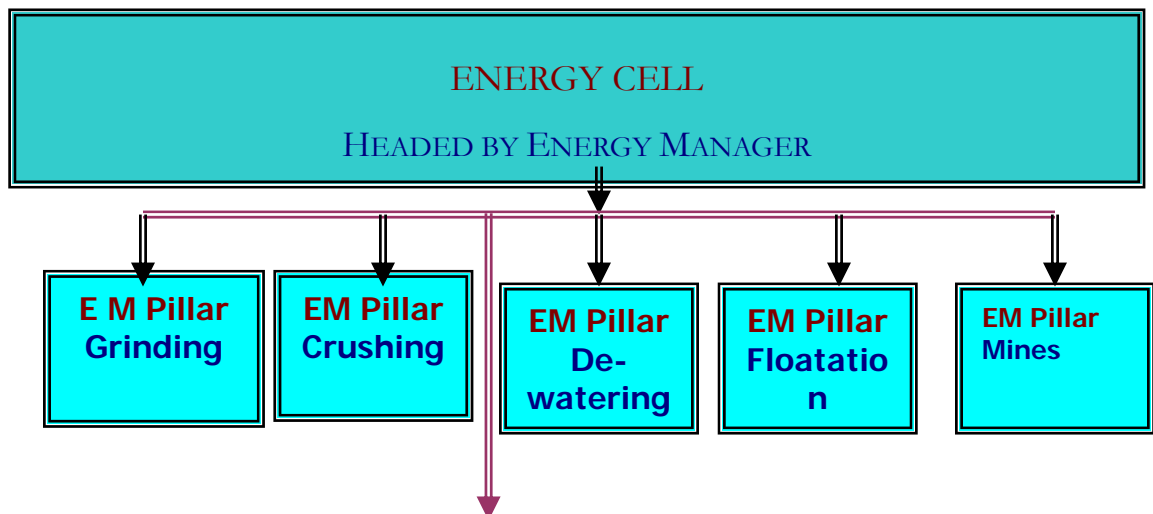 ENERGY CELL
HEADED BY ENERGY MANAGER
E M Pillar
Grinding
EM Pillar
Crushing
EM Pillar
De-
watering
EM Pillar
Floatatio
n
EM Pillar
Mines